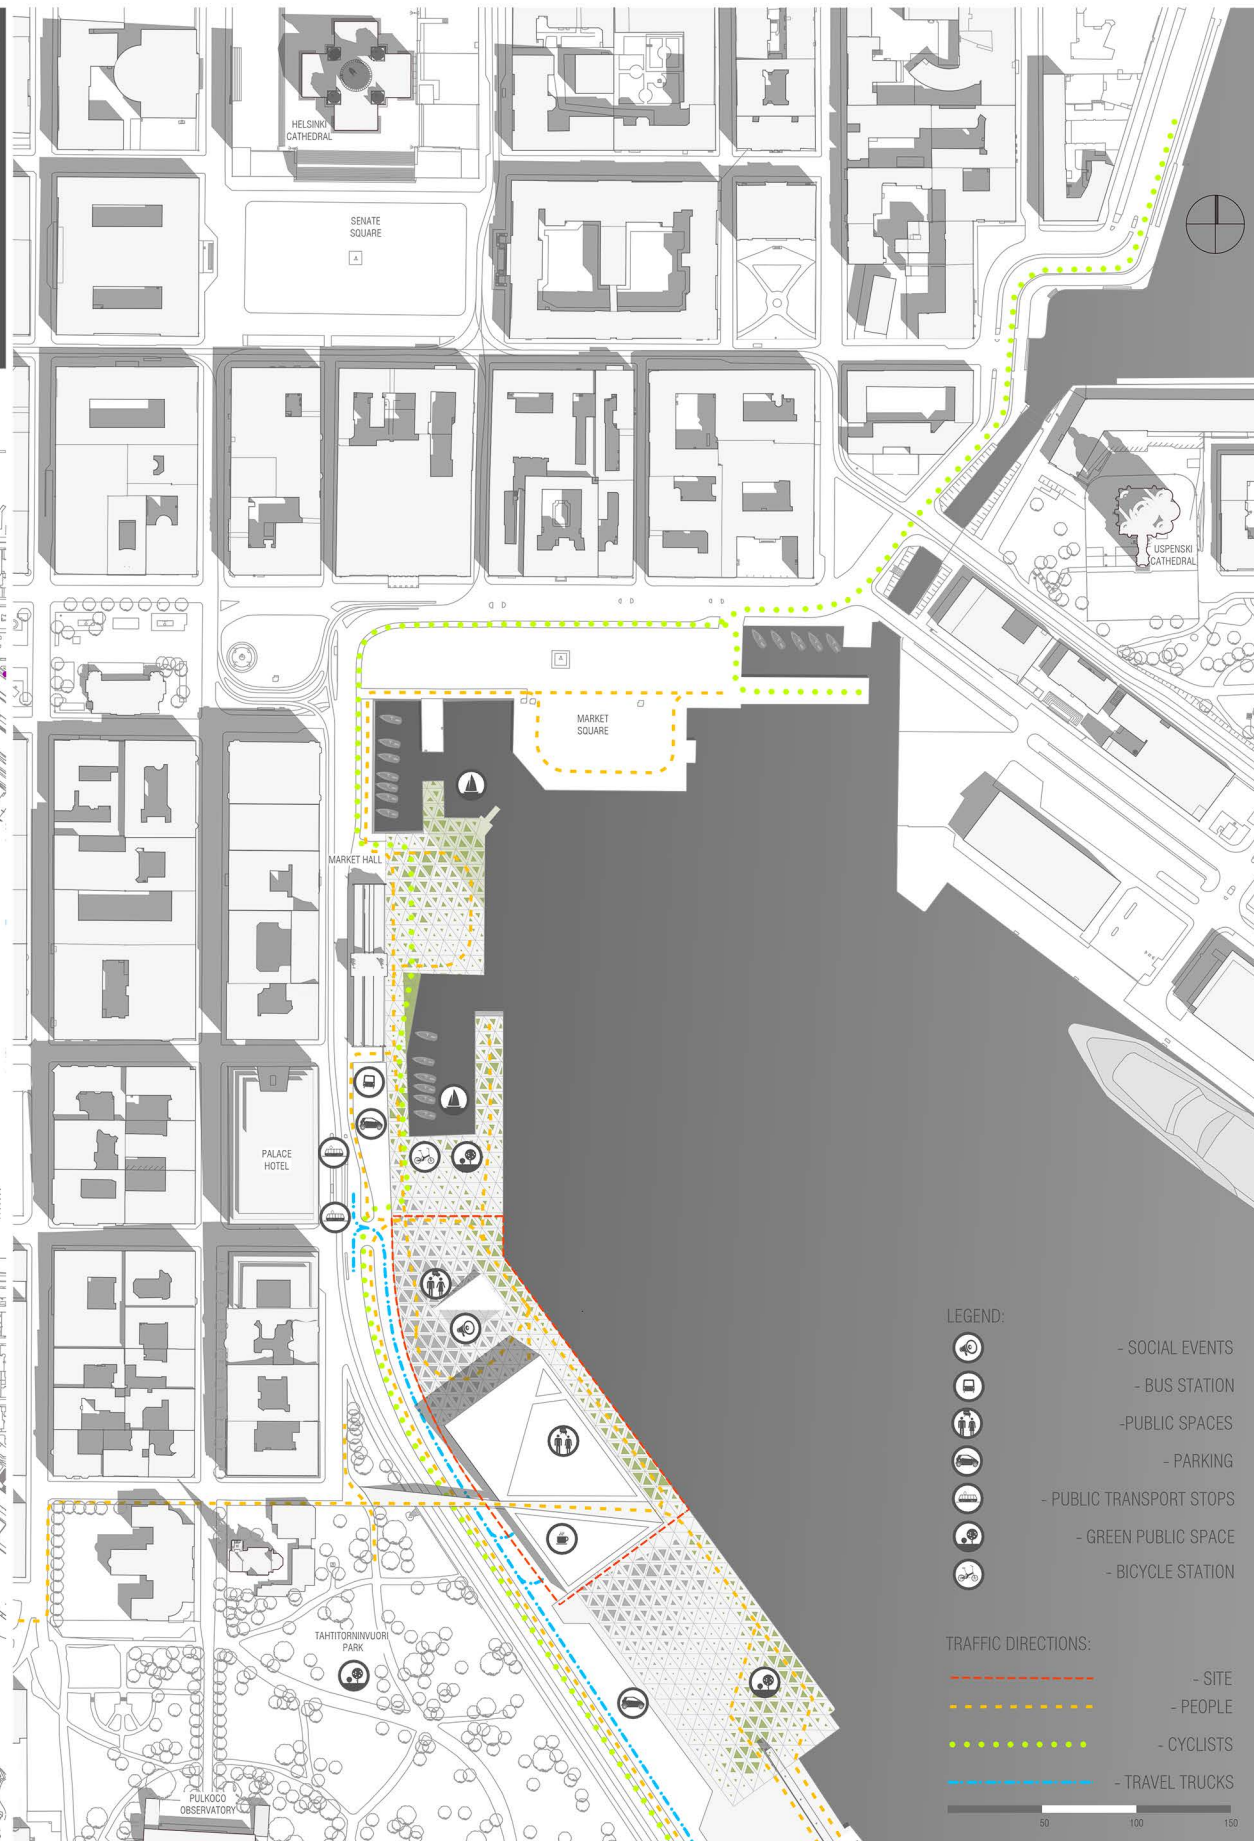 HELSINKI
CATHEDRAL
SENATE
SQUARE
USPENSKI
CATHEDRAL
MARKET
SQUARE
MARKET HALL
PALACE
HOTEL
TAHTITORNINVUORI
PARK
PULKOCO
OBSERVATORY
LEGEND:
- SOCIAL EVENTS
- BUS STATION
-PUBLIC SPACES
- PARKING
- PUBLIC TRANSPORT STOPS
- GREEN PUBLIC SPACE
- BICYCLE STATION
TRAFFIC DIRECTIONS:
- SITE
- PEOPLE
- CYCLISTS
- TRAVEL TRUCKS
50 100 150